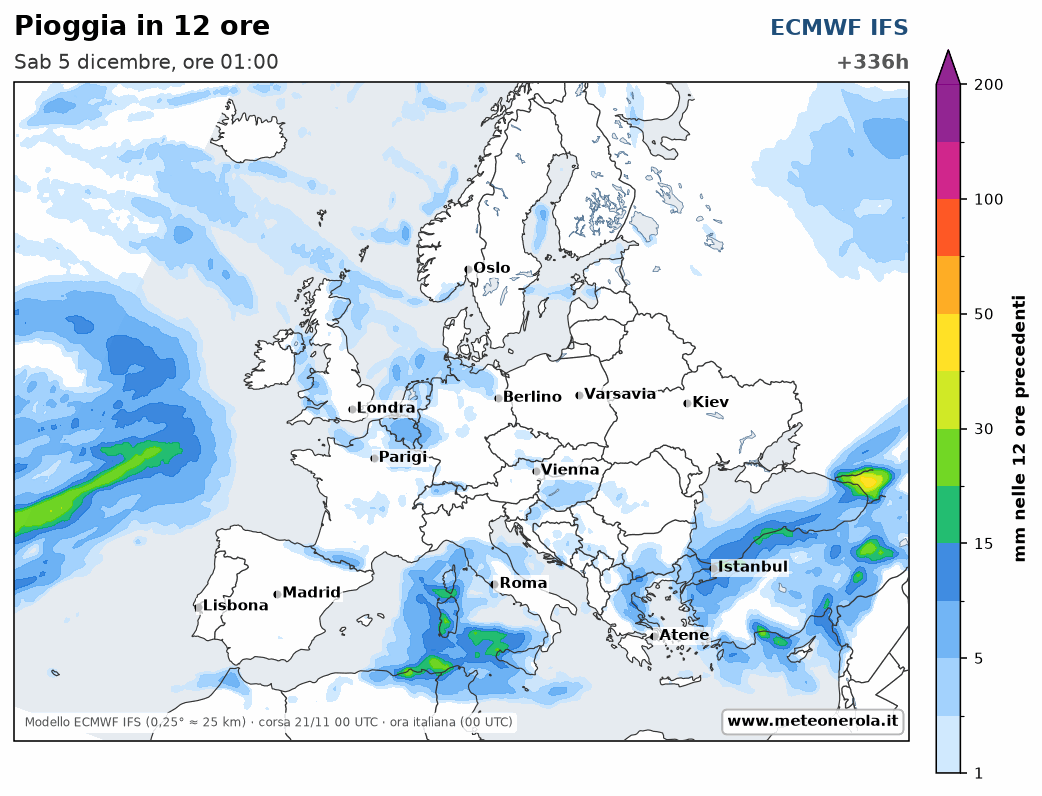 Pioggia in 12 ore
ECMWF IFS
Sab 5 dicembre, ore 01:00
+336h
200
100
50
30
15
5
1
mm nelle 12 ore precedenti
Oslo
Berlino
Varsavia
Kiev
Londra
Parigi
Vienna
Istanbul
Roma
Madrid
Lisbona
Atene
Modello ECMWF IFS (0,25° ≈ 25 km) · corsa 21/11 00 UTC · ora italiana (00 UTC)
www.meteonerola.it